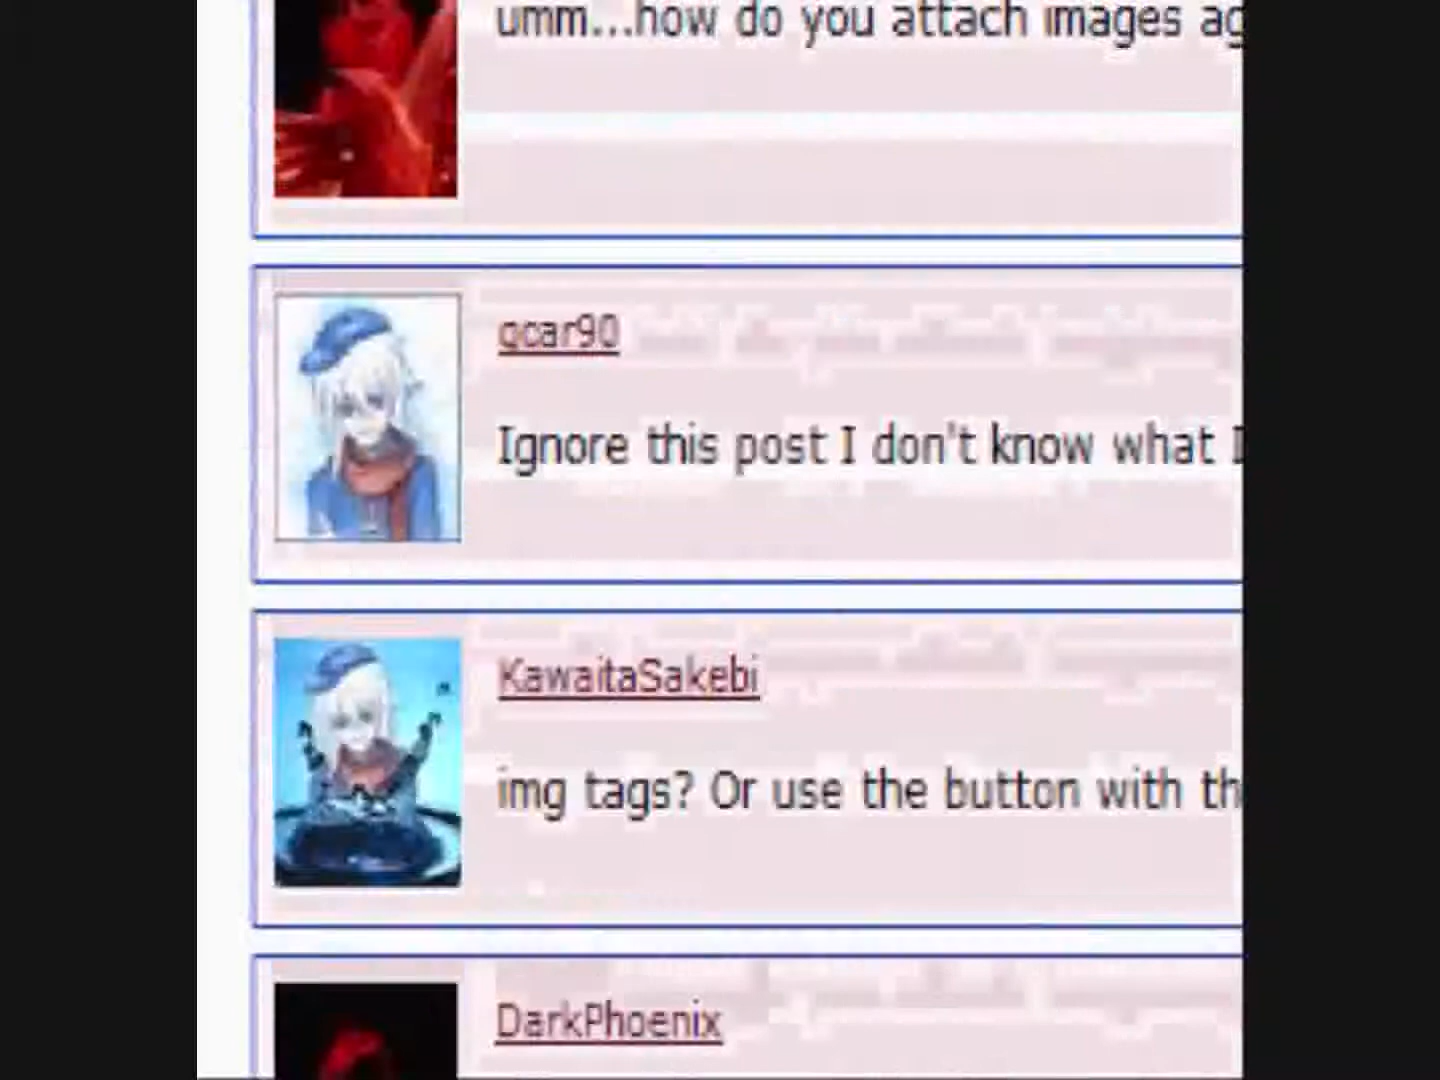 umm...how do you attach images ag
qcar90
Ignore this post I don't know what I
KawaitaSakebi
img tags? Or use the button with th
DarkPhoenix